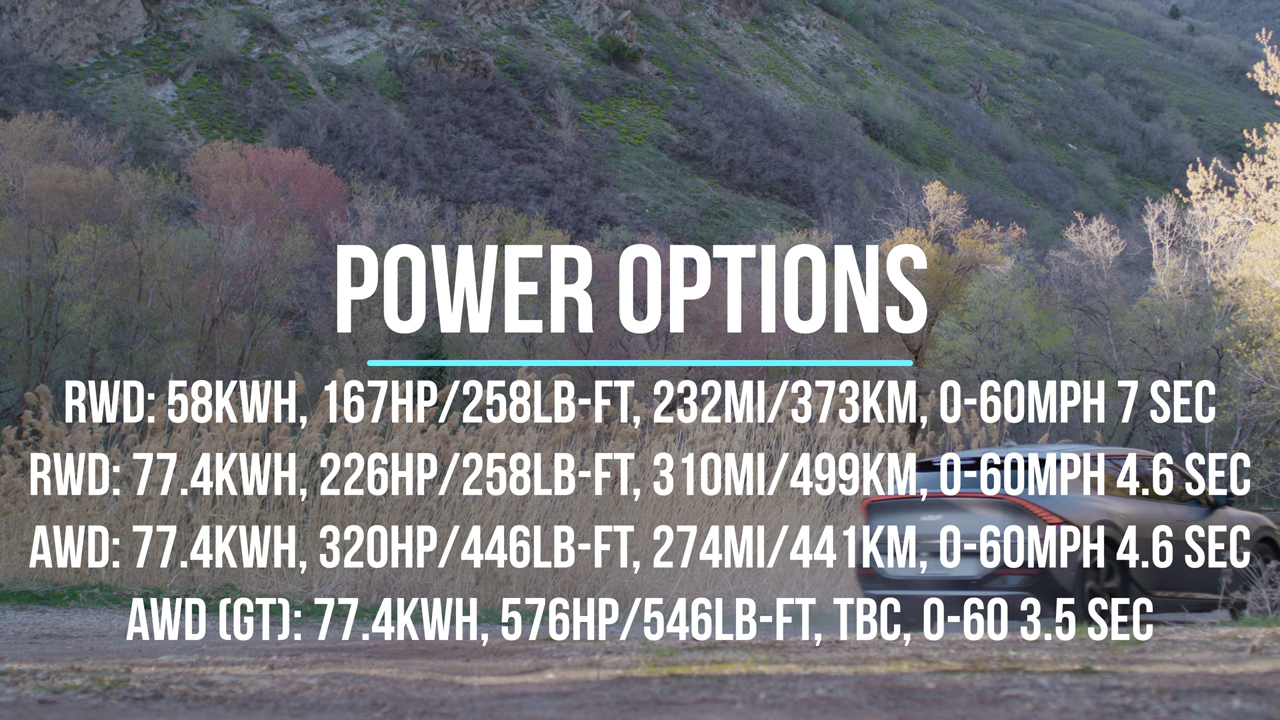 POWER OPTIONS
RWD: 58KWH, 167HP/258LB-FT, 232MI/373KM, 0-60MPH 7 SEC
RWD: 77.4KWH, 226HP/258LB-FT, 310MI/499KM, 0-60MPH 4.6 SEC
AWD: 77.4KWH, 320HP/446LB-FT, 274MI/441KM, 0-60MPH 4.6 SEC
AWD (GT): 77.4KWH, 576HP/546LB-FT, TBC, 0-60 3.5 SEC